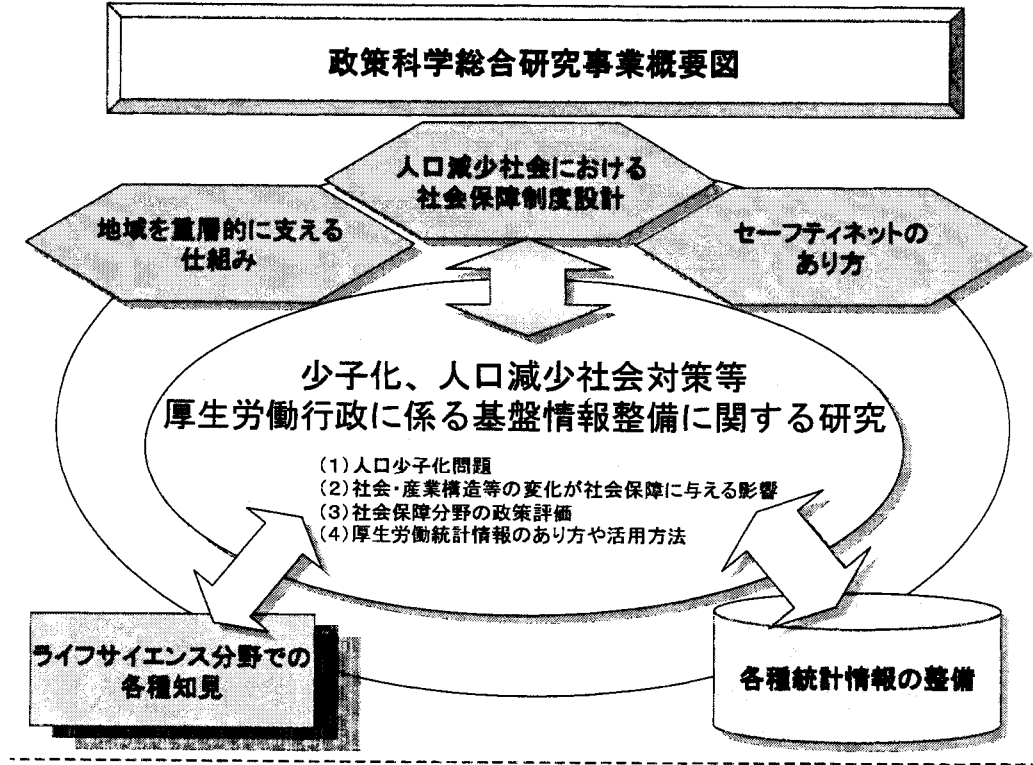 政策科学総合研究事業概要図
人口減少社会における
社会保障制度設計
地域を重層的に支える
仕組み
セーフティネットの
あり方
少子化、人口減少社会対策等
厚生労働行政に係る基盤情報整備に関する研究
(1)人口少子化問題
(2)社会・産業構造等の変化が社会保障に与える影響
(3)社会保障分野の政策評価
(4)厚生労働統計情報のあり方や活用方法
ライフサイエンス分野での
各種知見
各種統計情報の整備